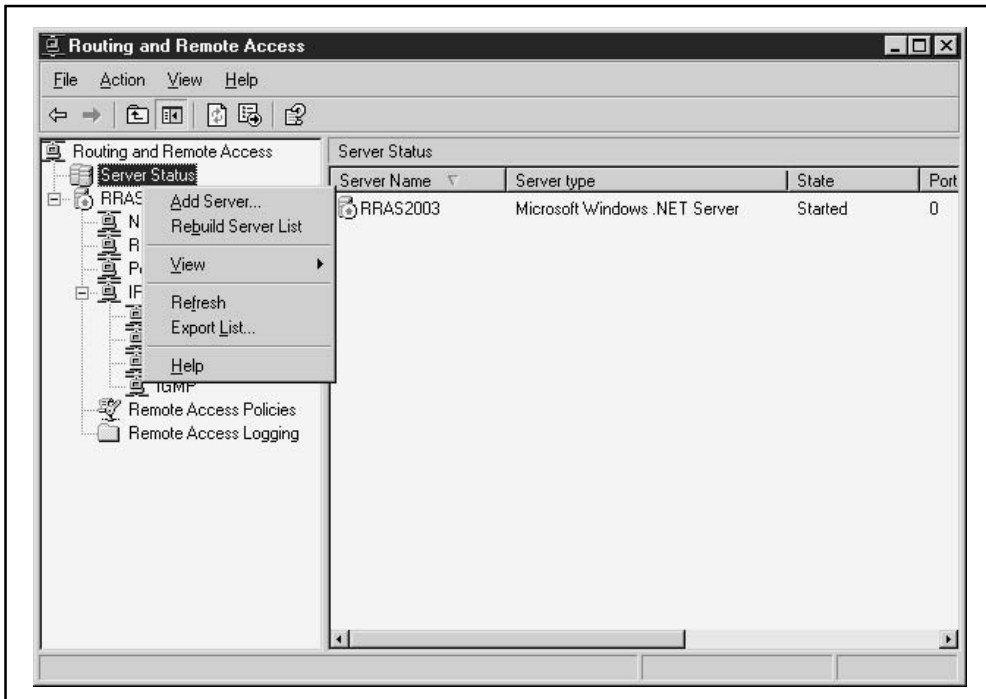 Routing and Remote Access
File Action View Help
Routing and Remote Access
Server Status
RRAS
N
R
IF
IGMP
Remote Access Policies
Remote Access Logging
Add Server...
Rebuild Server List
View
Refresh
Export List...
Help
Server Status
Server Name Server type State Port
RRAS2003 Microsoft Windows .NET Server Started 0